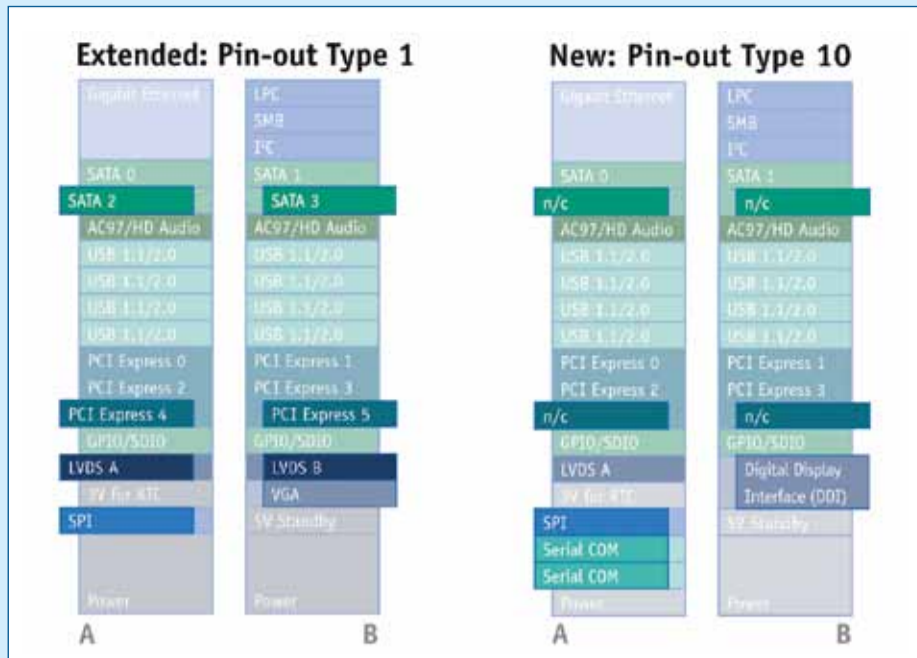 Extended: Pin-out Type 1
Gigabit Ethernet
SATA 0
SATA 2
AC97/HD Audio
USB 1.1/2.0
USB 1.1/2.0
USB 1.1/2.0
USB 1.1/2.0
PCI Express 0
PCI Express 2
PCI Express 4
GPIO/SDIO
LVDS A
3V for RTC
SPI
Power
A
LPC
SMB
I²C
SATA 1
SATA 3
AC97/HD Audio
USB 1.1/2.0
USB 1.1/2.0
USB 1.1/2.0
USB 1.1/2.0
PCI Express 1
PCI Express 3
PCI Express 5
GPIO/SDIO
LVDS B
VGA
5V Standby
Power
B
New: Pin-out Type 10
Gigabit Ethernet
SATA 0
n/c
AC97/HD Audio
USB 1.1/2.0
USB 1.1/2.0
USB 1.1/2.0
USB 1.1/2.0
PCI Express 0
PCI Express 2
n/c
GPIO/SDIO
LVDS A
3V for RTC
SPI
Serial COM
Serial COM
Power
A
LPC
SMB
I²C
SATA 1
n/c
AC97/HD Audio
USB 1.1/2.0
USB 1.1/2.0
USB 1.1/2.0
USB 1.1/2.0
PCI Express 1
PCI Express 3
n/c
GPIO/SDIO
Digital Display
Interface (DDI)
5V Standby
Power
B